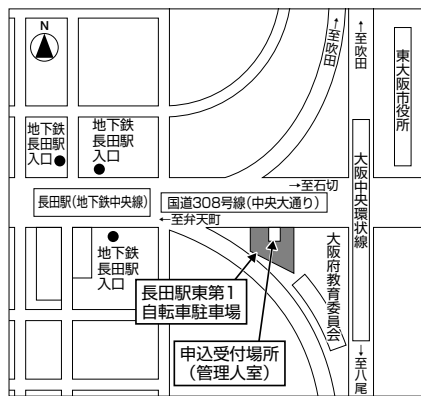 N
→至吹田
→至吹田
東大阪市役所
地下鉄
長田駅
入口
地下鉄
長田駅
入口
→至石切
長田駅(地下鉄中央線)
国道308号線(中央大通り)
←至弁天町
大阪中央環状線
地下鉄
長田駅
入口
大阪府教育委員会
長田駅東第1
自転車駐車場
申込受付場所
(管理人室)
→至八尾